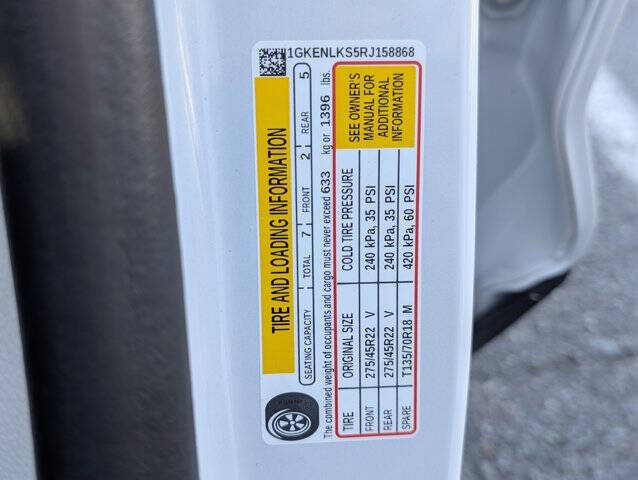 1GKENLKS5RJ158868
TIRE AND LOADING INFORMATION
SEATING CAPACITY TOTAL 7 FRONT 2 REAR 5
The combined weight of occupants and cargo must never exceed 633 kg or 1396 lbs.
TIRE ORIGINAL SIZE COLD TIRE PRESSURE
FRONT 275/45R22 V 240 kPa, 35 PSI
REAR 275/45R22 V 240 kPa, 35 PSI
SPARE T135/70R18 M 420 kPa, 60 PSI
SEE OWNER'S
MANUAL FOR
ADDITIONAL
INFORMATION